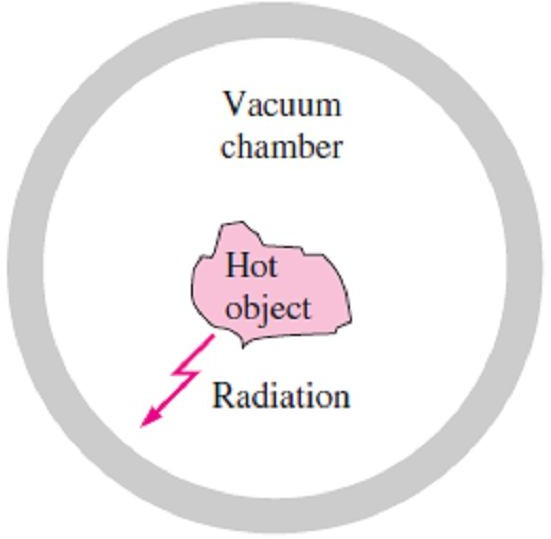 Vacuum
chamber
Hot
object
Radiation